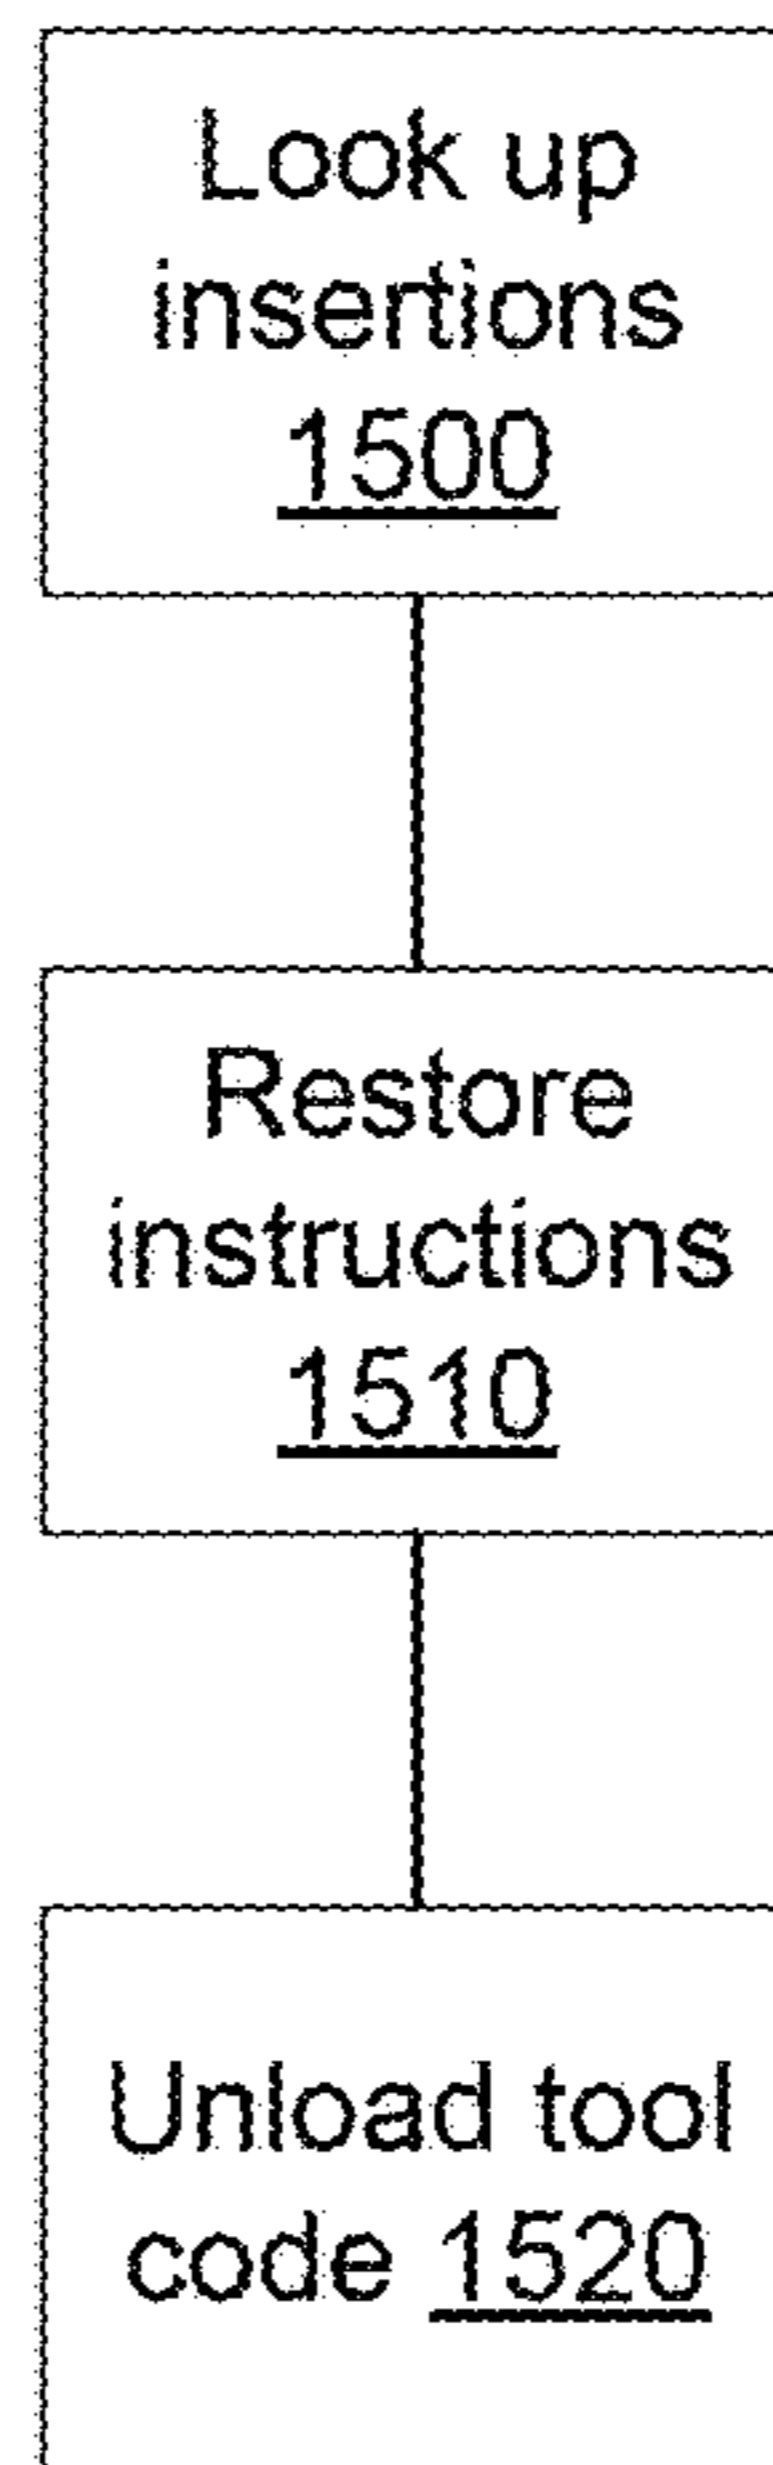 Look up
insertions
1500
Restore
instructions
1510
Unload tool
code 1520